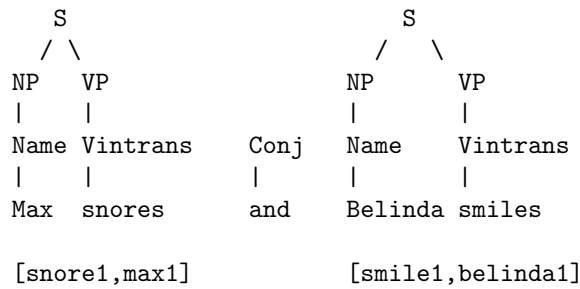 S S
/ \ / \
NP VP NP VP
| | | |
Name Vintrans Conj Name Vintrans
| | | | |
Max snores and Belinda smiles
[snore1,max1] [smile1,belinda1]